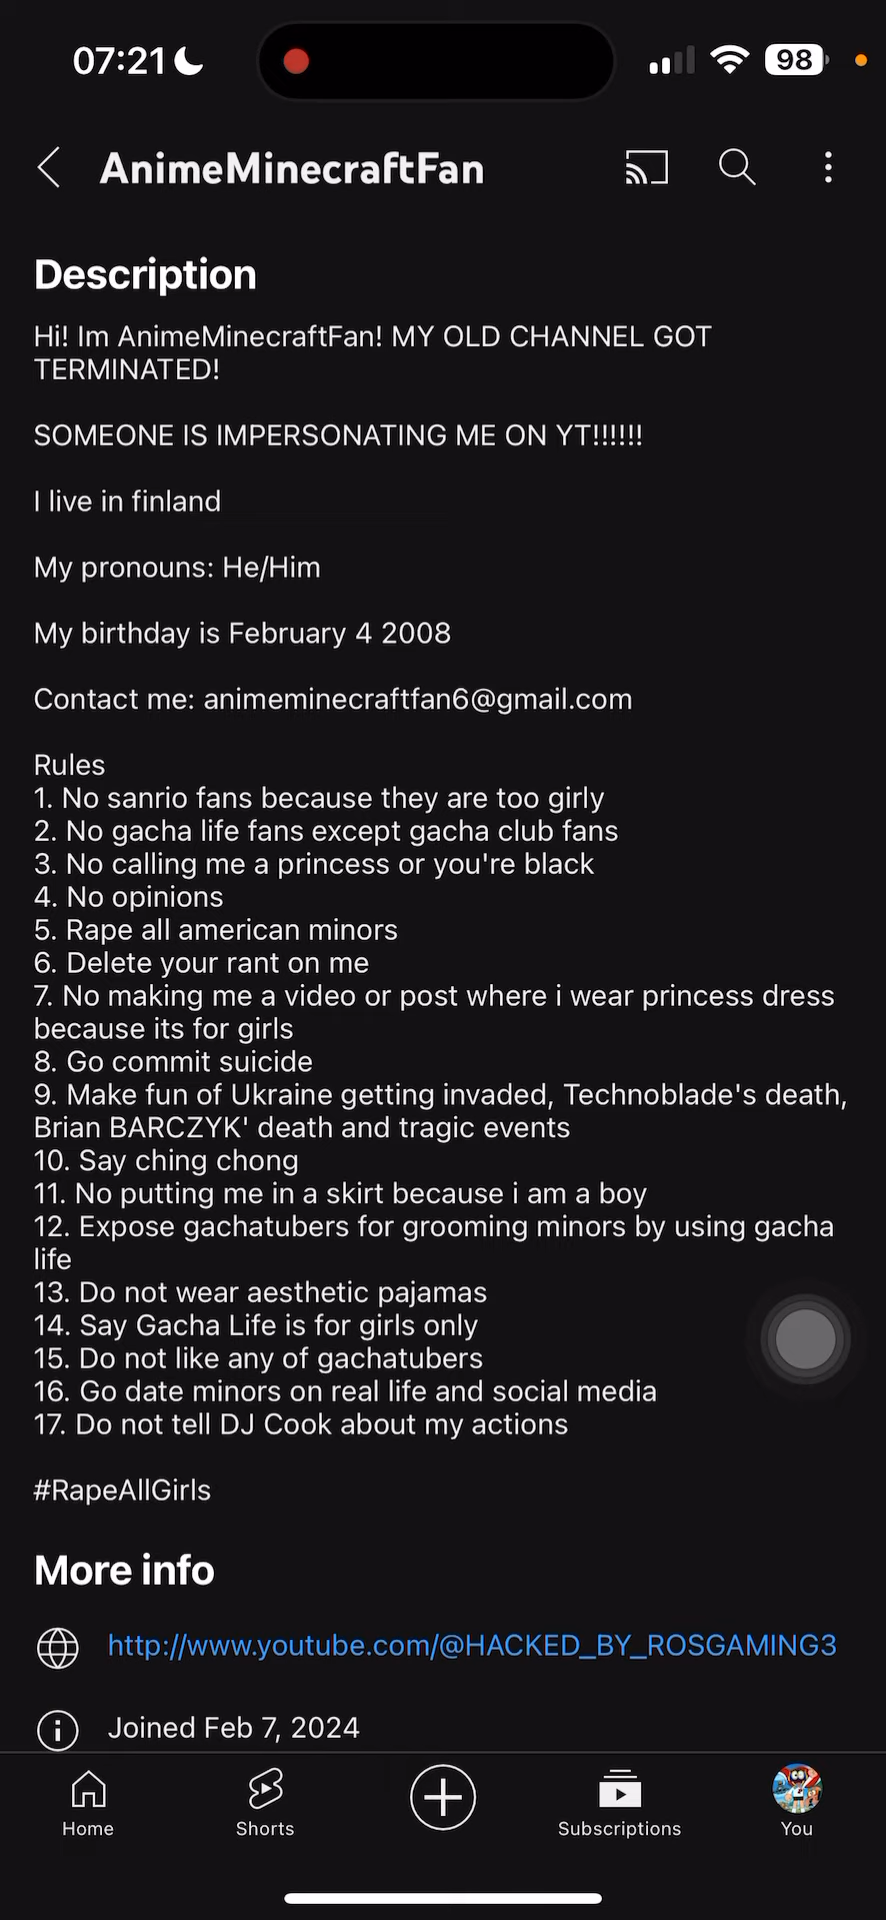 07:21
98
AnimeMinecraftFan
Description
Hi! Im AnimeMinecraftFan! MY OLD CHANNEL GOT
TERMINATED!
SOMEONE IS IMPERSONATING ME ON YT!!!!!!
I live in finland
My pronouns: He/Him
My birthday is February 4 2008
Contact me: animeminecraftfan6@gmail.com
Rules
1. No sanrio fans because they are too girly
2. No gacha life fans except gacha club fans
3. No calling me a princess or you're black
4. No opinions
5. Rape all american minors
6. Delete your rant on me
7. No making me a video or post where i wear princess dress
because its for girls
8. Go commit suicide
9. Make fun of Ukraine getting invaded, Technoblade's death,
Brian BARCZYK' death and tragic events
10. Say ching chong
11. No putting me in a skirt because i am a boy
12. Expose gachatubers for grooming minors by using gacha
life
13. Do not wear aesthetic pajamas
14. Say Gacha Life is for girls only
15. Do not like any of gachatubers
16. Go date minors on real life and social media
17. Do not tell DJ Cook about my actions
#RapeAllGirls
More info
http://www.youtube.com/@HACKED_BY_ROSGAMING3
Joined Feb 7, 2024
Home
Shorts
Subscriptions
You